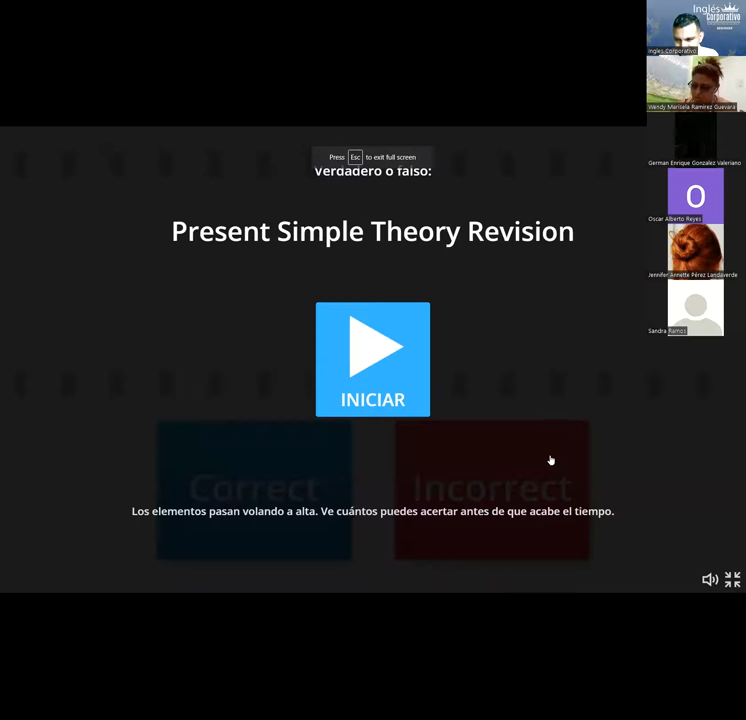 Inglés
Corporativo
Inglés Corporativo
Wendy Marisela Ramirez Guevara
German Enrique Gonzalez Valeriano
O
Oscar Alberto Reyes
Jennifer Annette Pérez Landaverde
Sandra Ramos
Press Esc to exit full screen
Verdadero o falso:
Present Simple Theory Revision
INICIAR
Correct
Incorrect
Los elementos pasan volando a alta. Ve cuántos puedes acertar antes de que acabe el tiempo.